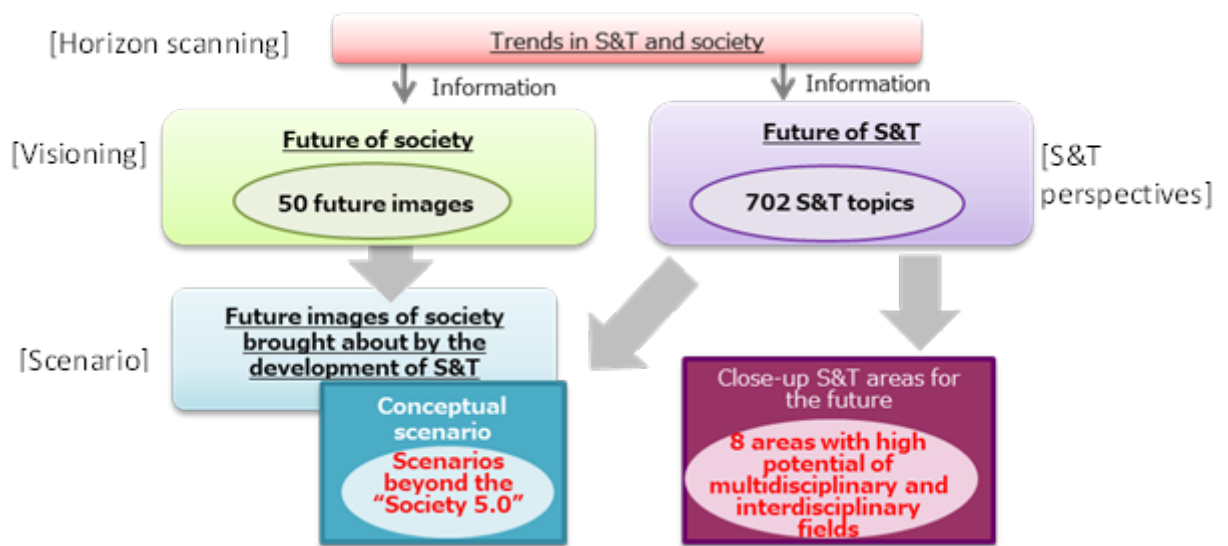 [Horizon scanning]
Trends in S&T and society
Information
Information
[Visioning]
Future of society
50 future images
Future of S&T
702 S&T topics
[S&T
perspectives]
[Scenario]
Future images of society
brought about by the
development of S&T
Conceptual
scenario
Scenarios
beyond the
“Society 5.0”
Close-up S&T areas for
the future
8 areas with high
potential of
multidisciplinary and
interdisciplinary
fields